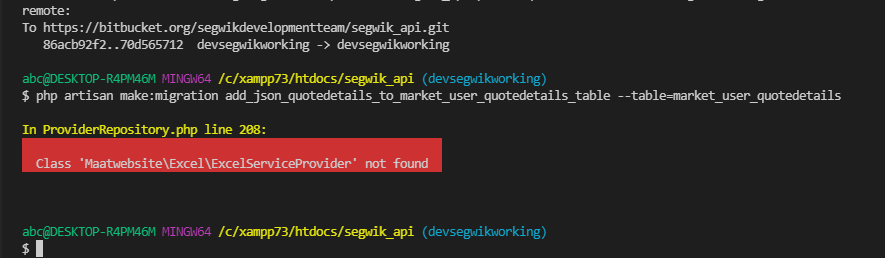 remote:
To https://bitbucket.org/segwikdevelopmentteam/segwik_api.git
86acb92f2..70d565712 devsegwikworking -> devsegwikworking
abc@DESKTOP-R4PM46M MINGW64 /c/xampp73/htdocs/segwik_api (devsegwikworking)
$ php artisan make:migration add_json_quotedetails_to_market_user_quotedetails_table --table=market_user_quotedetails
In ProviderRepository.php line 208:
Class 'Maatwebsite\Excel\ExcelServiceProvider' not found
abc@DESKTOP-R4PM46M MINGW64 /c/xampp73/htdocs/segwik_api (devsegwikworking)
$